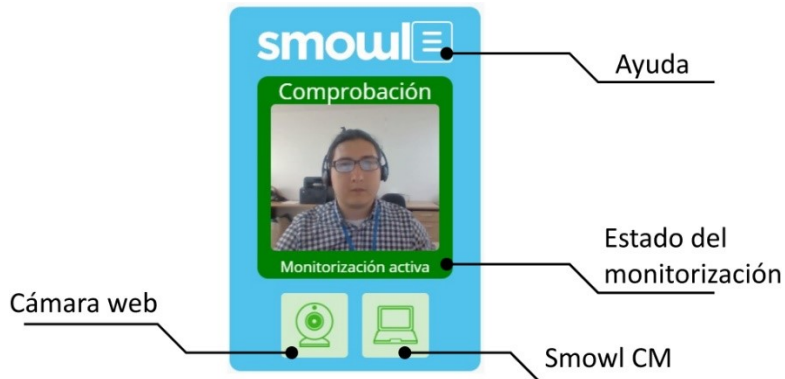 smowl
Ayuda
Comprobación
Estado del
monitorización
Monitorización activa
Cámara web
Smowl CM